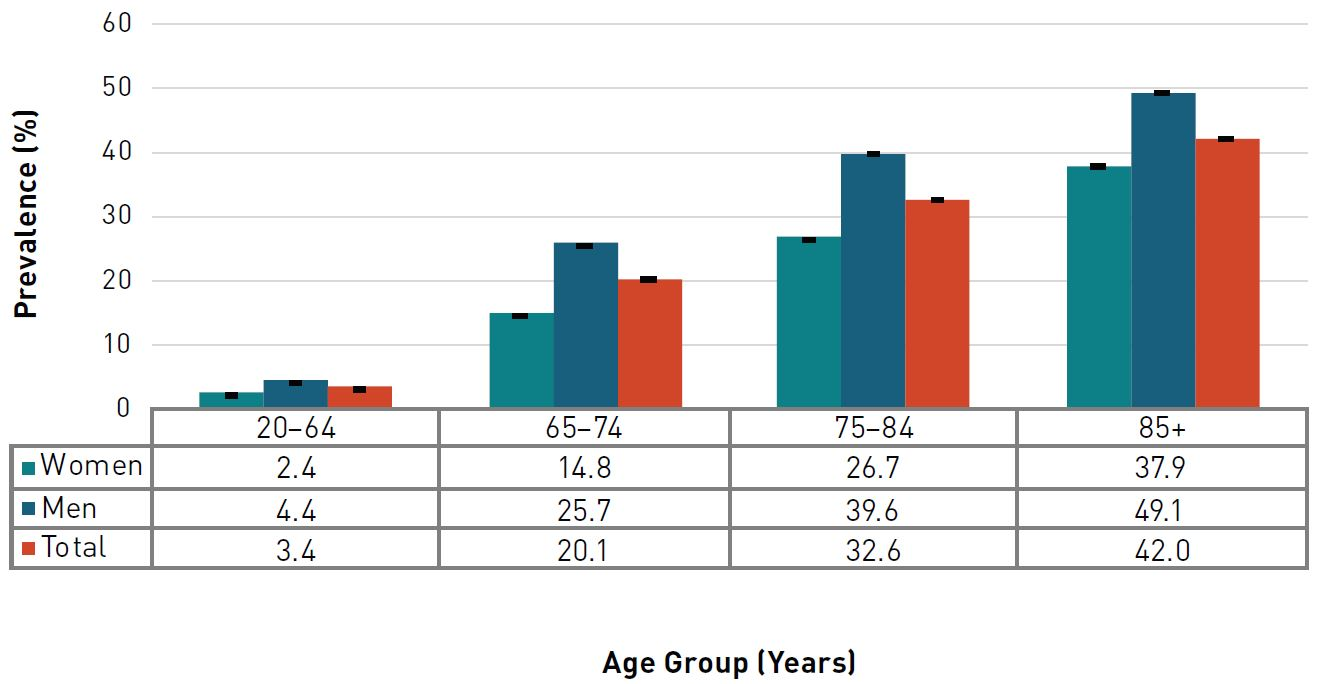 60
50
40
30
20
10
0
Prevalence (%)
20–64 65–74 75–84 85+
Women 2.4 14.8 26.7 37.9
Men 4.4 25.7 39.6 49.1
Total 3.4 20.1 32.6 42.0
Age Group (Years)